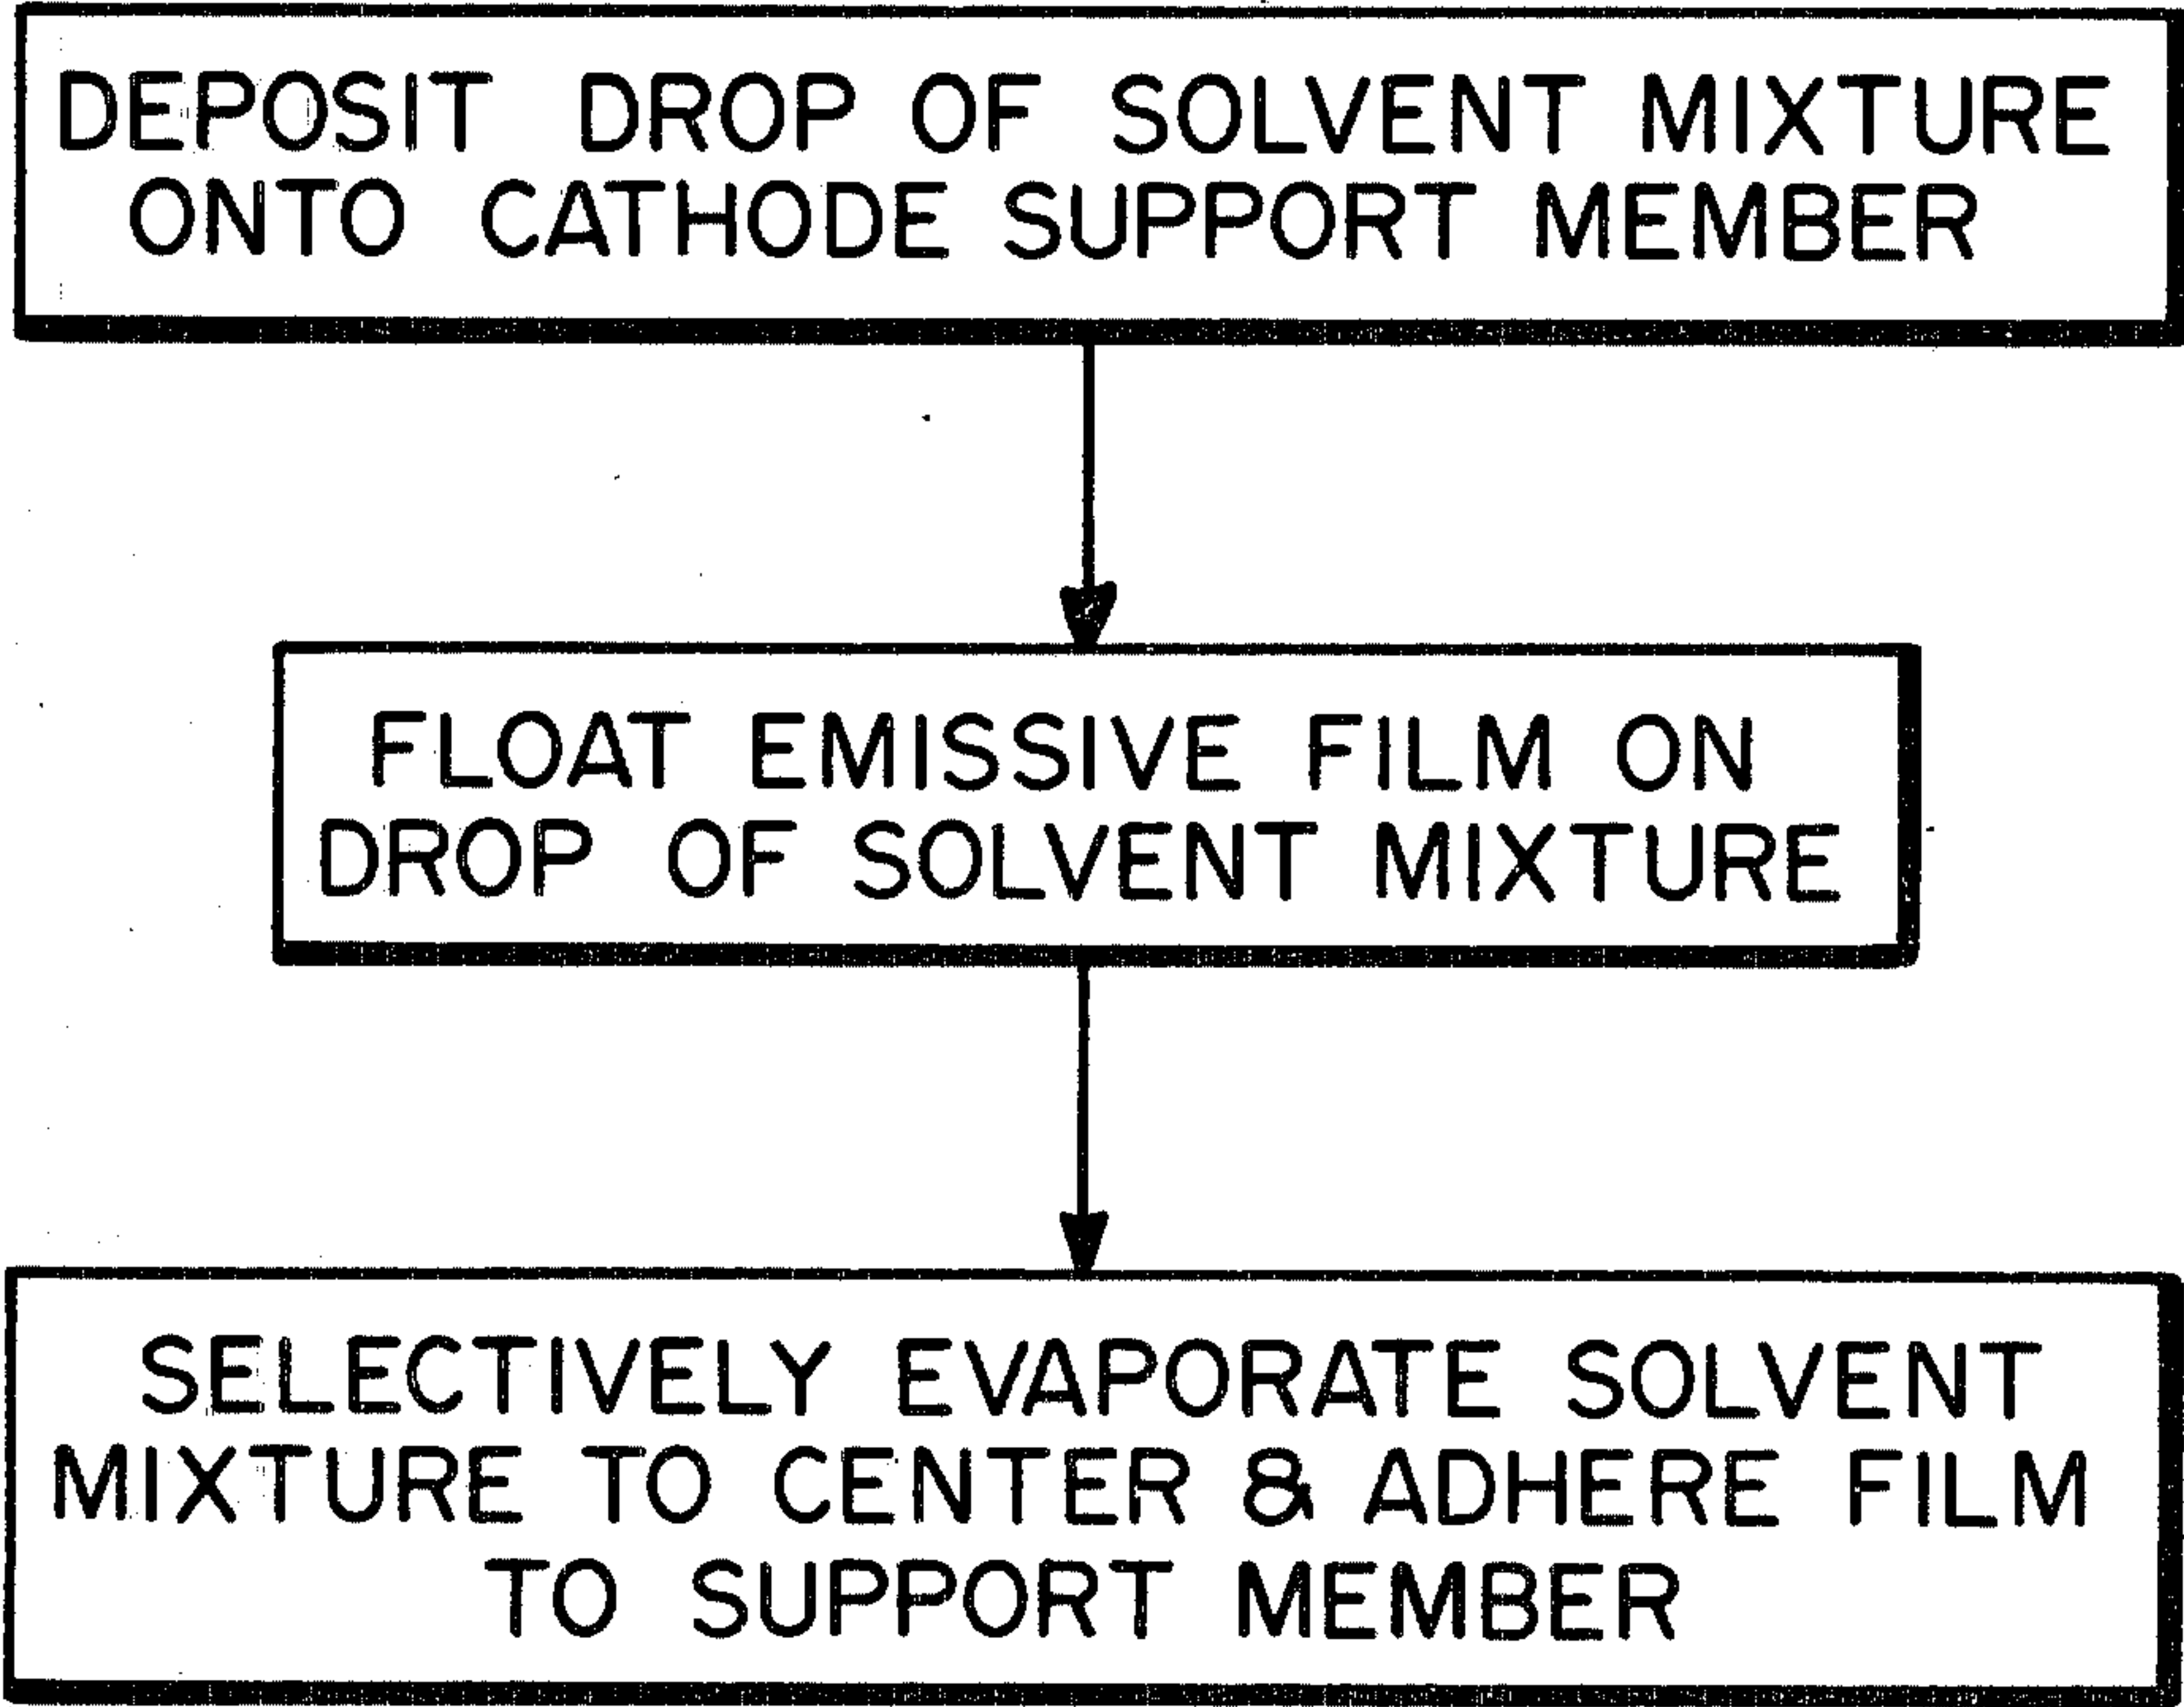 DEPOSIT DROP OF SOLVENT MIXTURE
ONTO CATHODE SUPPORT MEMBER
FLOAT EMISSIVE FILM ON
DROP OF SOLVENT MIXTURE
SELECTIVELY EVAPORATE SOLVENT
MIXTURE TO CENTER & ADHERE FILM
TO SUPPORT MEMBER